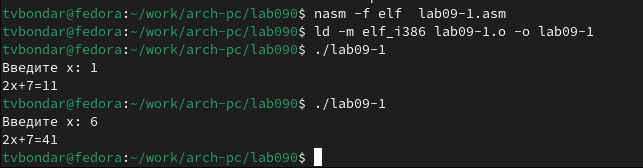 tvbondar@fedora:~/work/arch-pc/lab090$ nasm -f elf  lab09-1.asm
tvbondar@fedora:~/work/arch-pc/lab090$ ld -m elf_i386 lab09-1.o -o lab09-1
tvbondar@fedora:~/work/arch-pc/lab090$ ./lab09-1
Введите x: 1
2x+7=11
tvbondar@fedora:~/work/arch-pc/lab090$ ./lab09-1
Введите x: 6
2x+7=41
tvbondar@fedora:~/work/arch-pc/lab090$